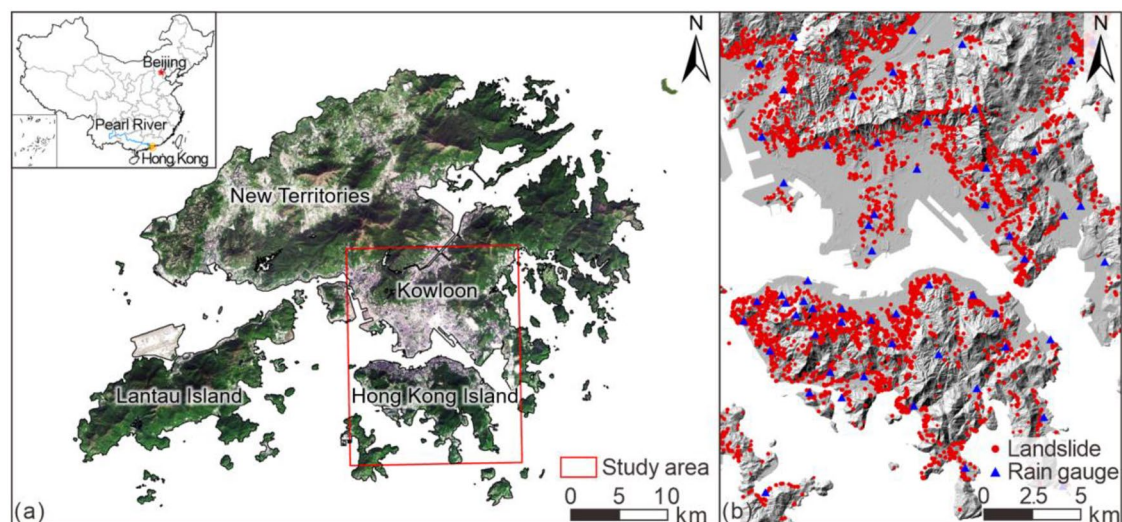 Beijing
Pearl River
Hong Kong
N
New Territories
Kowloon
Lantau Island
Hong Kong Island
Study area
0 5 10
km
(a)
N
Landslide
Rain gauge
0 2.5 5
km
(b)